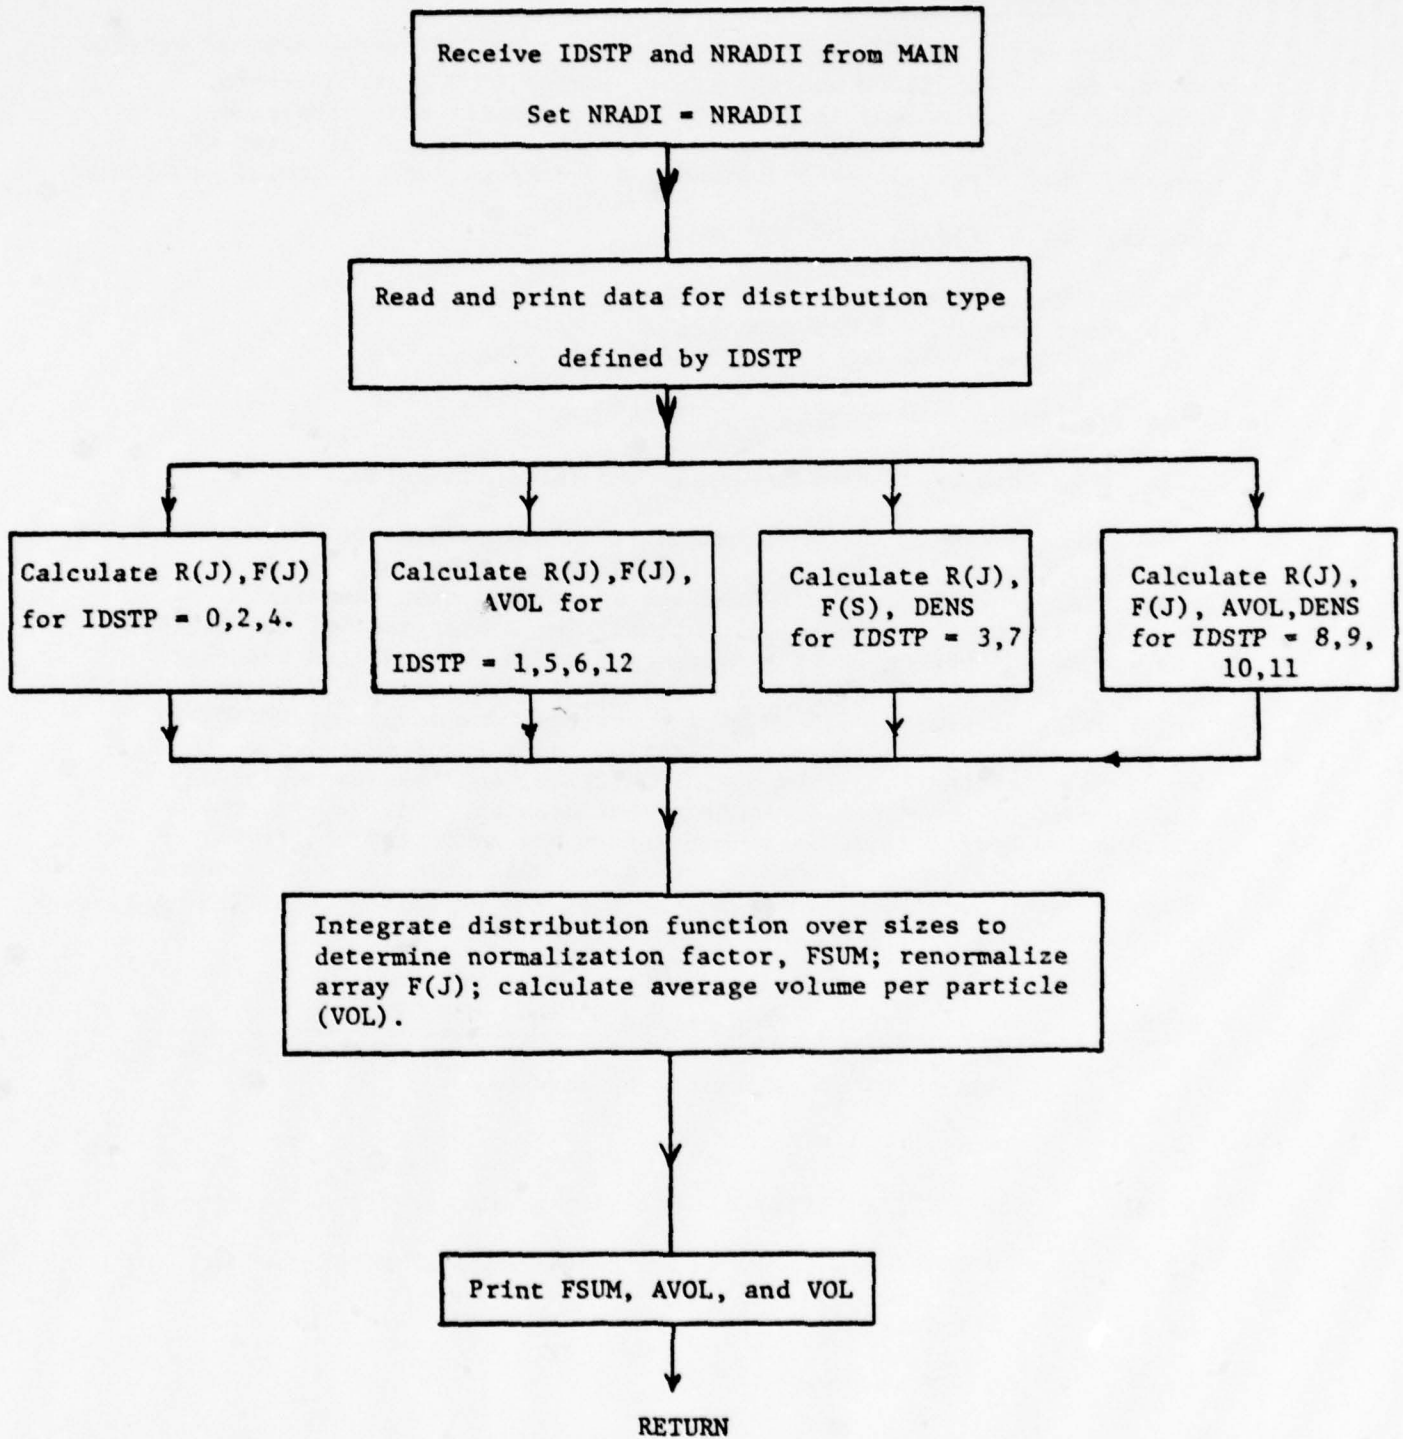 Receive IDSTP and NRADII from MAIN
Set NRADI = NRADII
Read and print data for distribution type
defined by IDSTP
Calculate R(J),F(J)
for IDSTP = 0,2,4.
Calculate R(J),F(J),
AVOL for
IDSTP = 1,5,6,12
Calculate R(J),
F(S), DENS
for IDSTP = 3,7
Calculate R(J),
F(J), AVOL,DENS
for IDSTP = 8,9,
10,11
Integrate distribution function over sizes to
determine normalization factor, FSUM; renormalize
array F(J); calculate average volume per particle
(VOL).
Print FSUM, AVOL, and VOL
RETURN